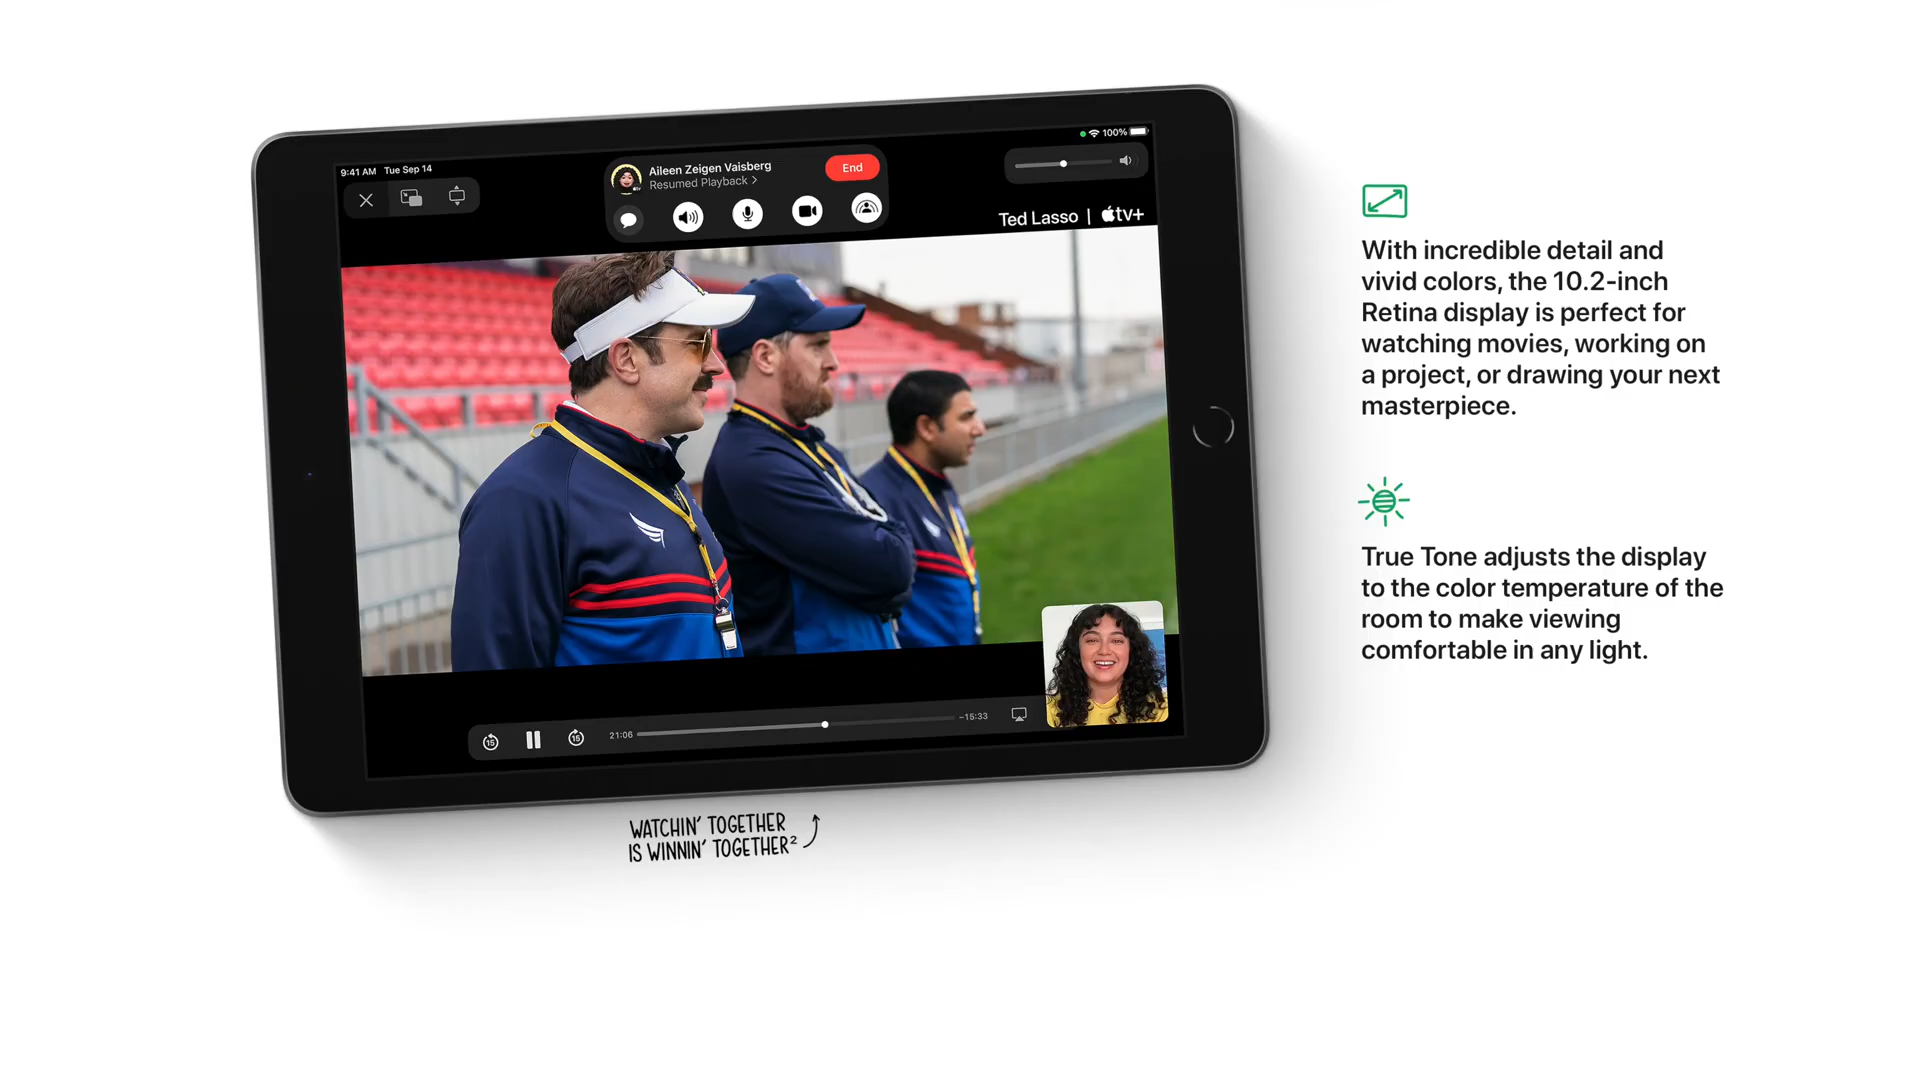 9:41 AM Tue Sep 14
100%
Aileen Zeigen Vaisberg
Resumed Playback >
End
Ted Lasso | tv+
15
15
21:06
-15:33
WATCHIN' TOGETHER
IS WINNIN' TOGETHER²
With incredible detail and
vivid colors, the 10.2-inch
Retina display is perfect for
watching movies, working on
a project, or drawing your next
masterpiece.
True Tone adjusts the display
to the color temperature of the
room to make viewing
comfortable in any light.